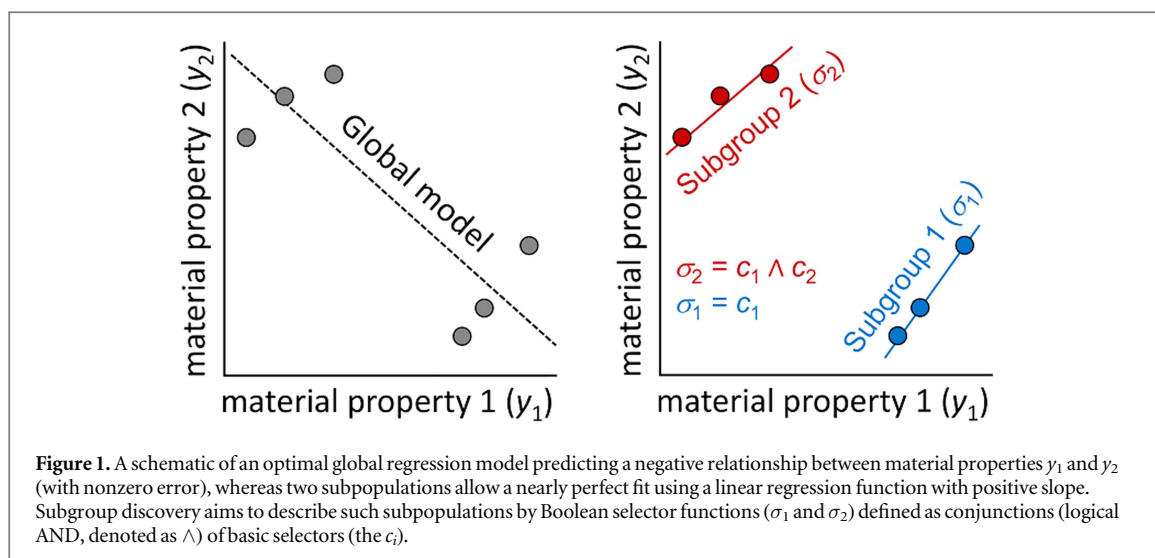 material property 2 (y₂)
Global model
material property 1 (y₁)
material property 2 (y₂)
Subgroup 2 (σ₂)
σ₂ = c₁ ∧ c₂
σ₁ = c₁
Subgroup 1 (σ₁)
material property 1 (y₁)
Figure 1. A schematic of an optimal global regression model predicting a negative relationship between material properties y₁ and y₂
(with nonzero error), whereas two subpopulations allow a nearly perfect fit using a linear regression function with positive slope.
Subgroup discovery aims to describe such subpopulations by Boolean selector functions (σ₁ and σ₂) defined as conjunctions (logical
AND, denoted as ∧) of basic selectors (the cᵢ).